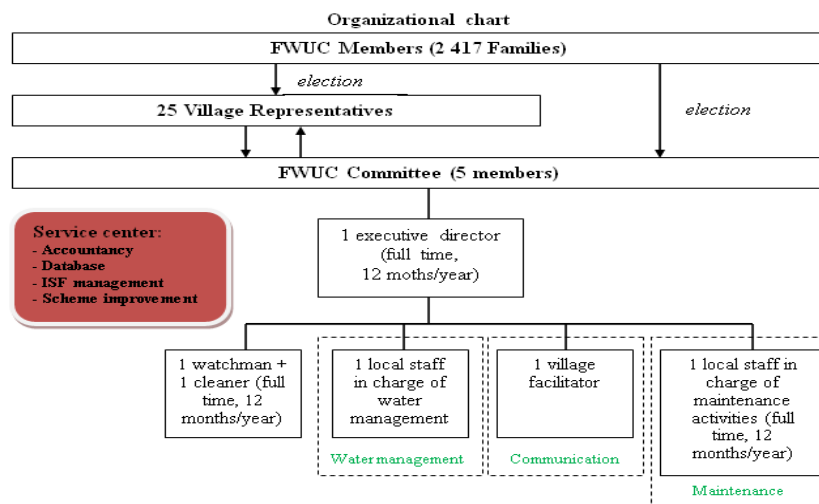 Organizational chart
FWUC Members (2 417 Families)
election
25 Village Representatives
election
FWUC Committee (5 members)
Service center:
- Accountancy
- Database
- ISF management
- Scheme improvement
1 executive director
(full time,
12 moths/year)
1 watchman +
1 cleaner (full
time, 12
months/year)
1 local staff
in charge of
water
management
Water management
1 village
facilitator
Communication
1 local staff in
charge of
maintenance
activities (full
time, 12
months/year)
Maintenance